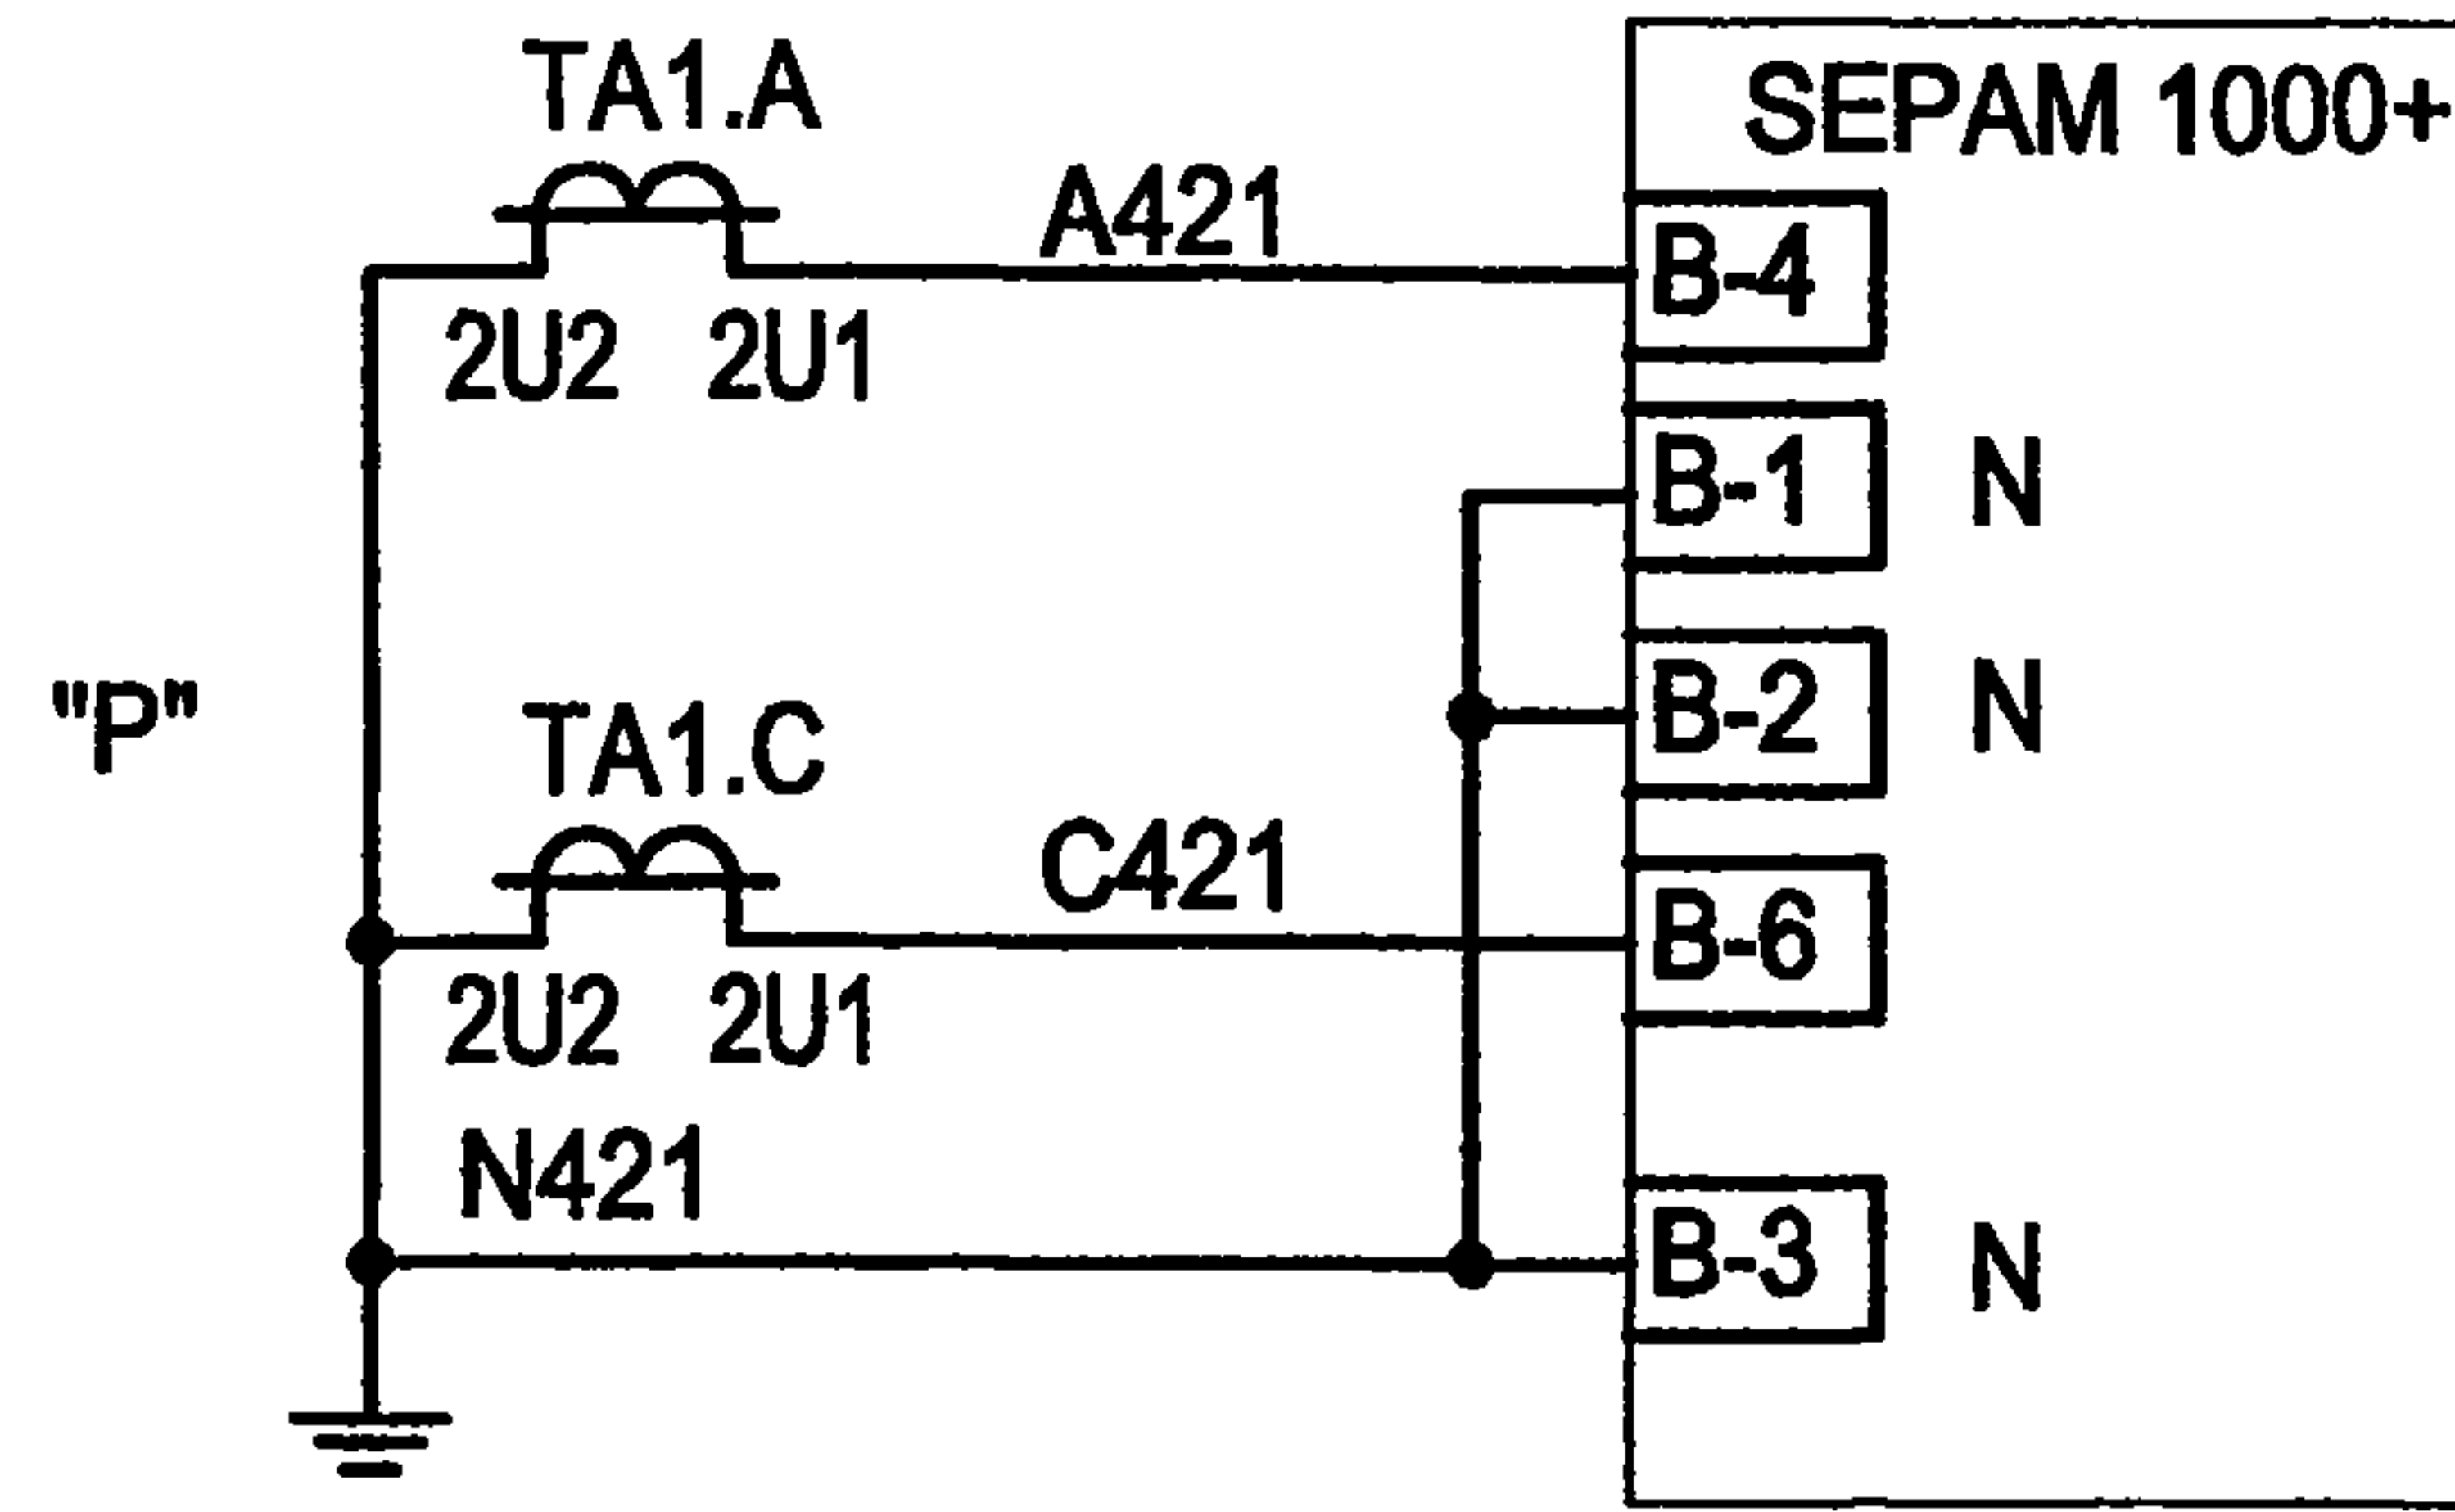 TA1.A
SEPAM 1000+
A421
B-4
2U2 2U1
B-1 N
"P"
TA1.C
B-2 N
C421
B-6
2U2 2U1
N421
B-3 N